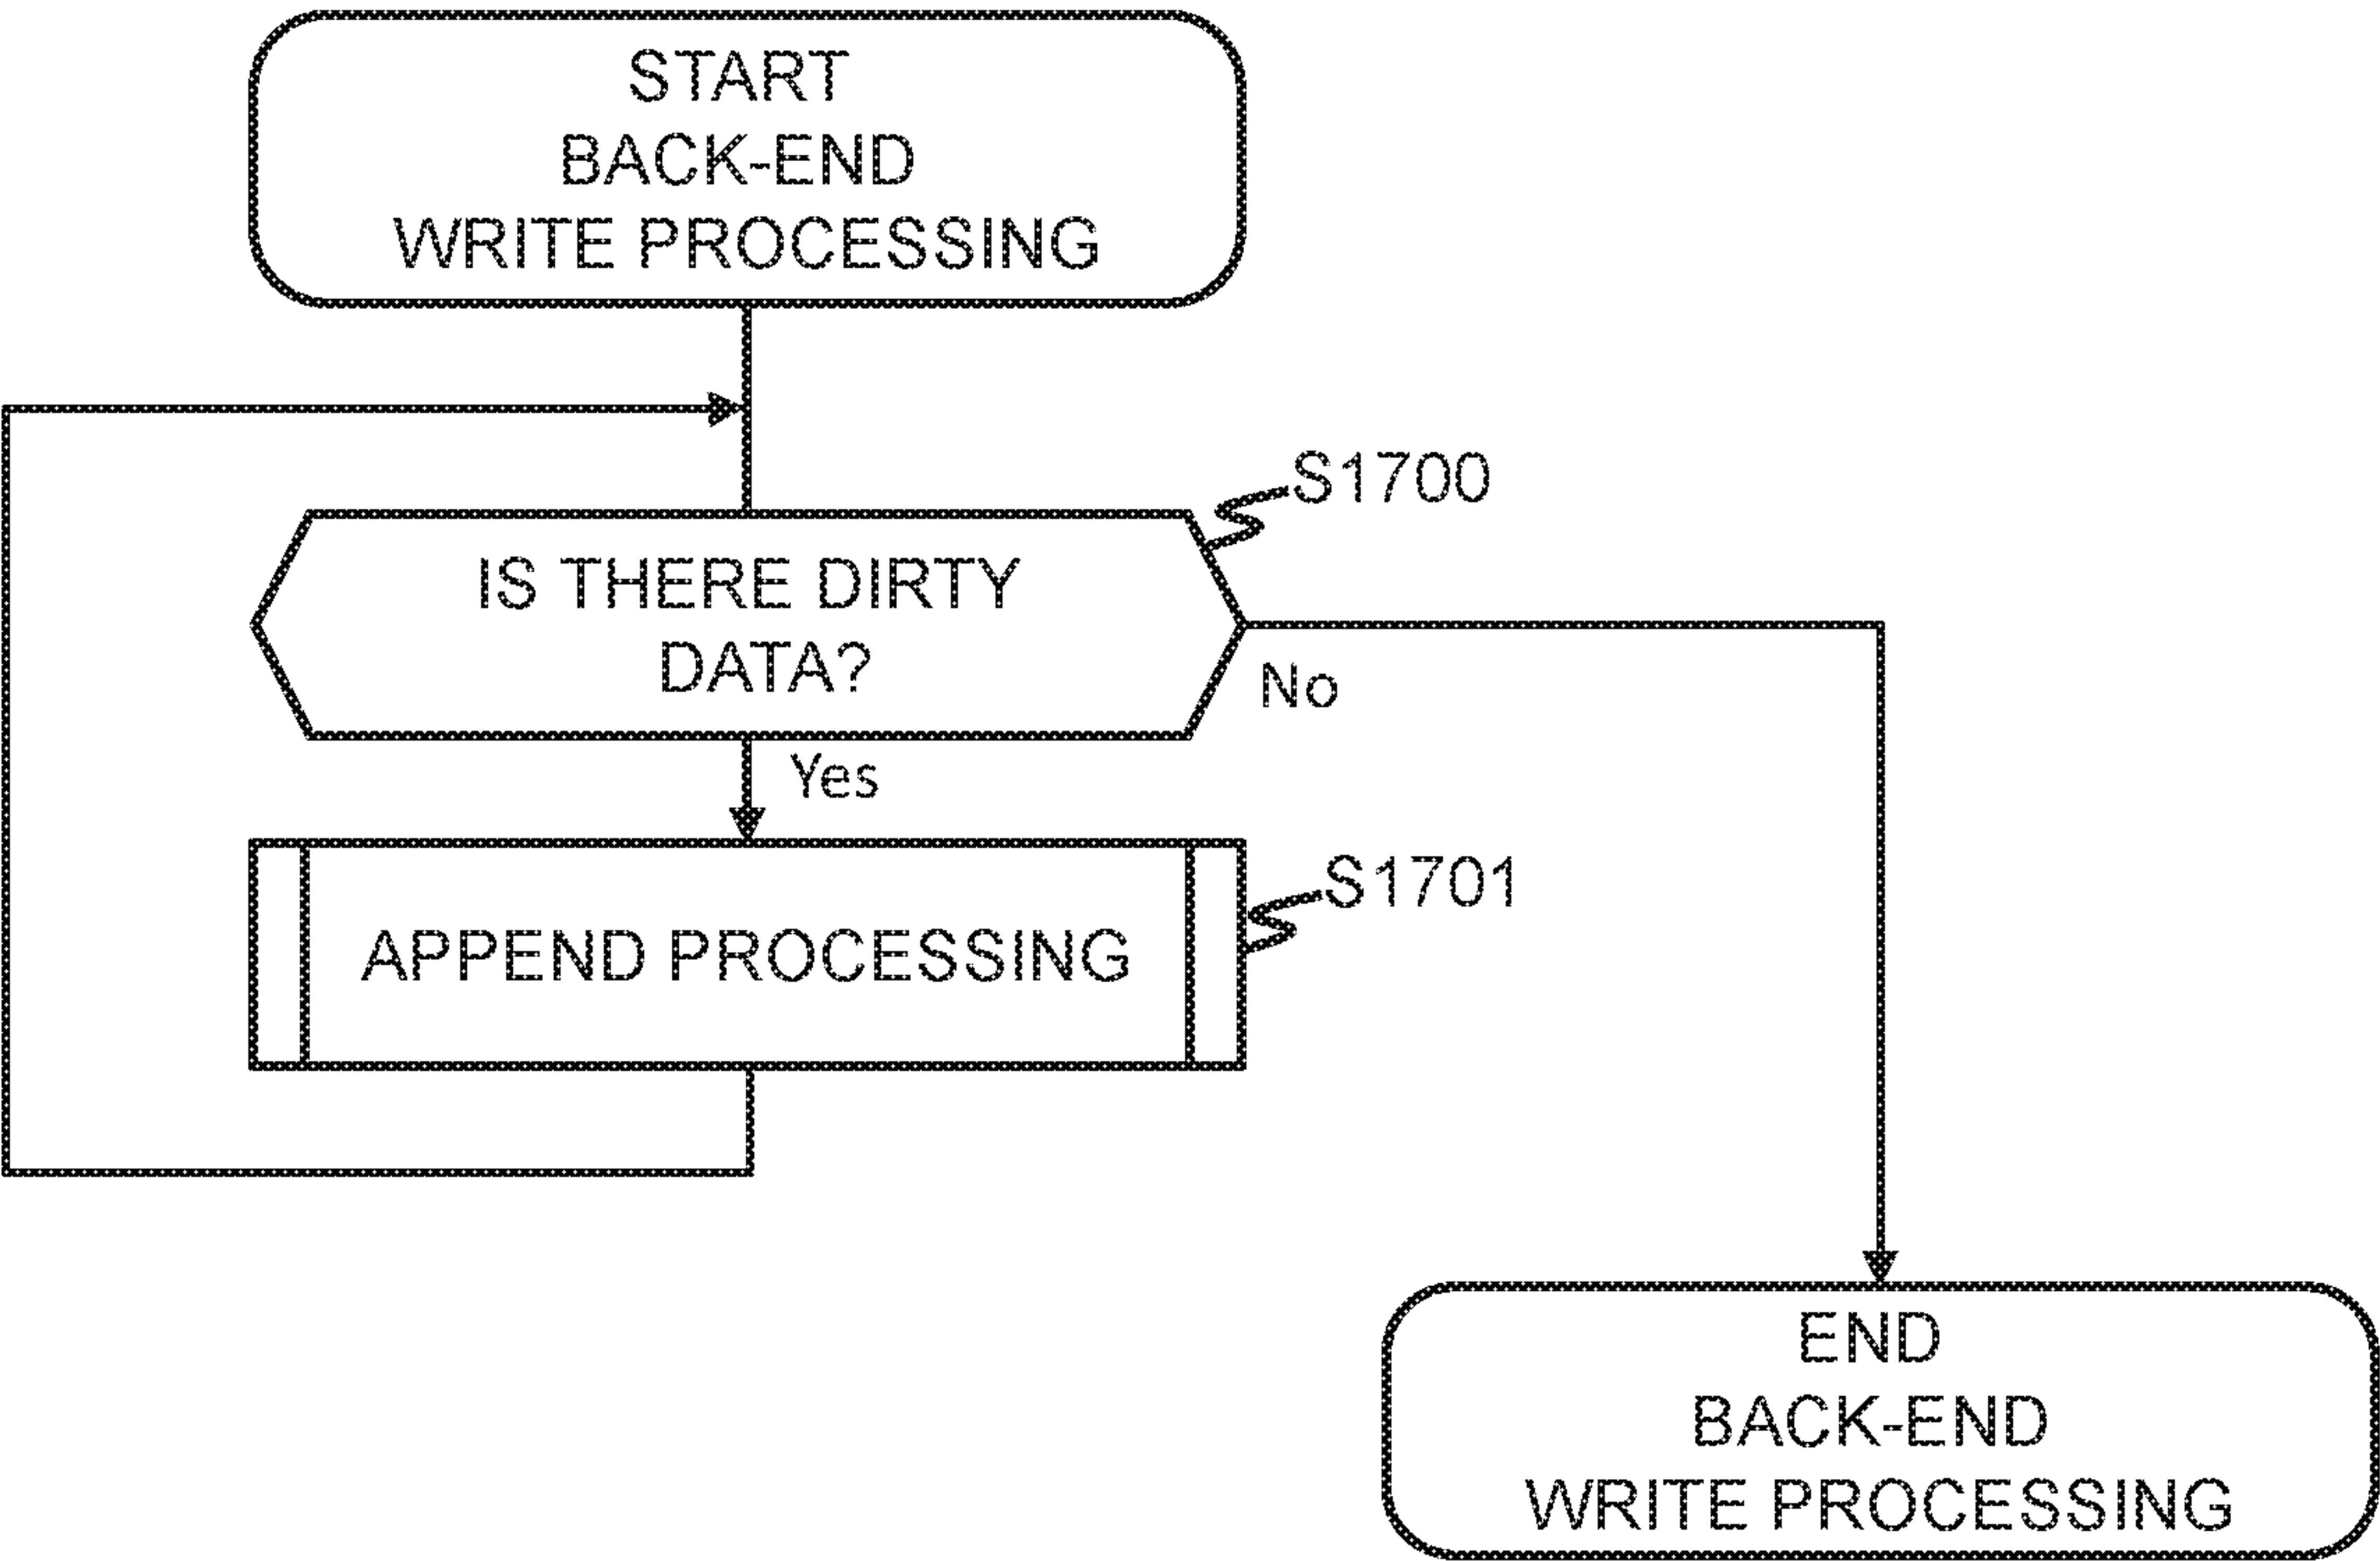 START
BACK-END
WRITE PROCESSING
S1700
IS THERE DIRTY
DATA?
No
Yes
S1701
APPEND PROCESSING
END
BACK-END
WRITE PROCESSING